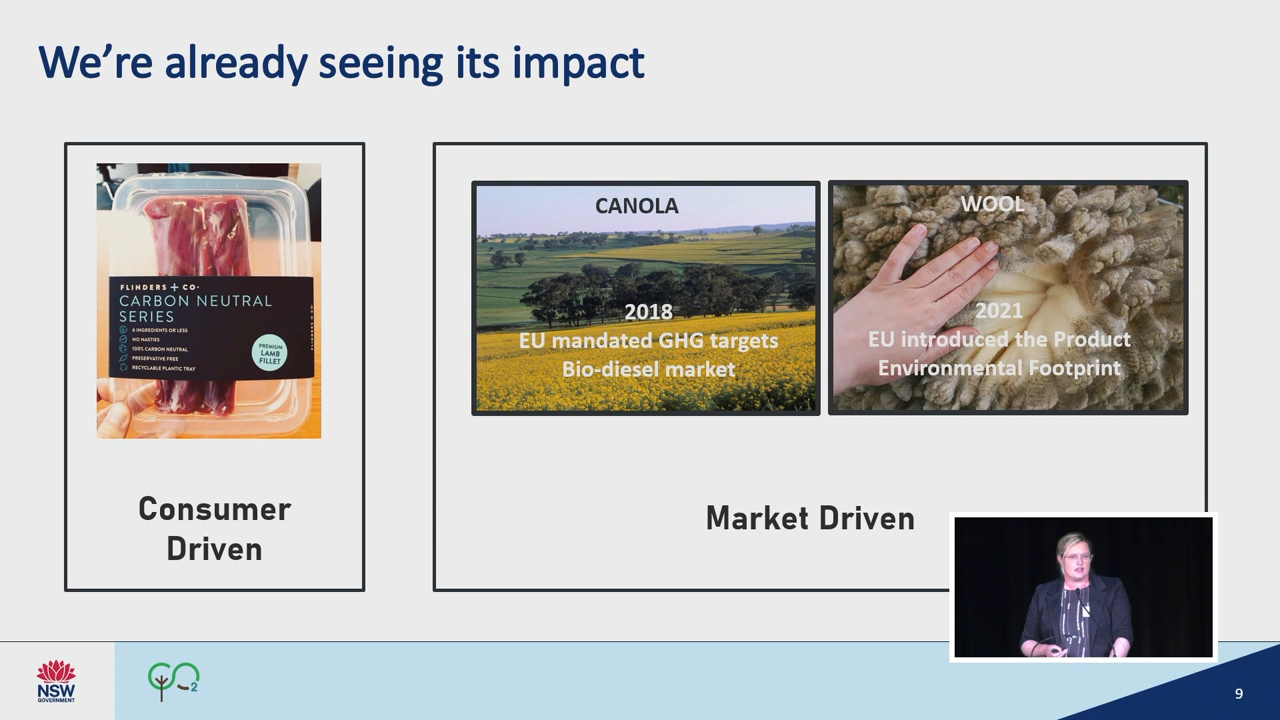 We're already seeing its impact
FLINDERS + CO.
CARBON NEUTRAL
SERIES
6 INGREDIENTS OR LESS
NO NASTIES
100% CARBON NEUTRAL
PRESERVATIVE FREE
RECYCLABLE PLASTIC TRAY
PREMIUM
LAMB
FILLET
Consumer
Driven
CANOLA
2018
EU mandated GHG targets
Bio-diesel market
WOOL
2021
EU introduced the Product
Environmental Footprint
Market Driven
NSW
GOVERNMENT
CO2
9